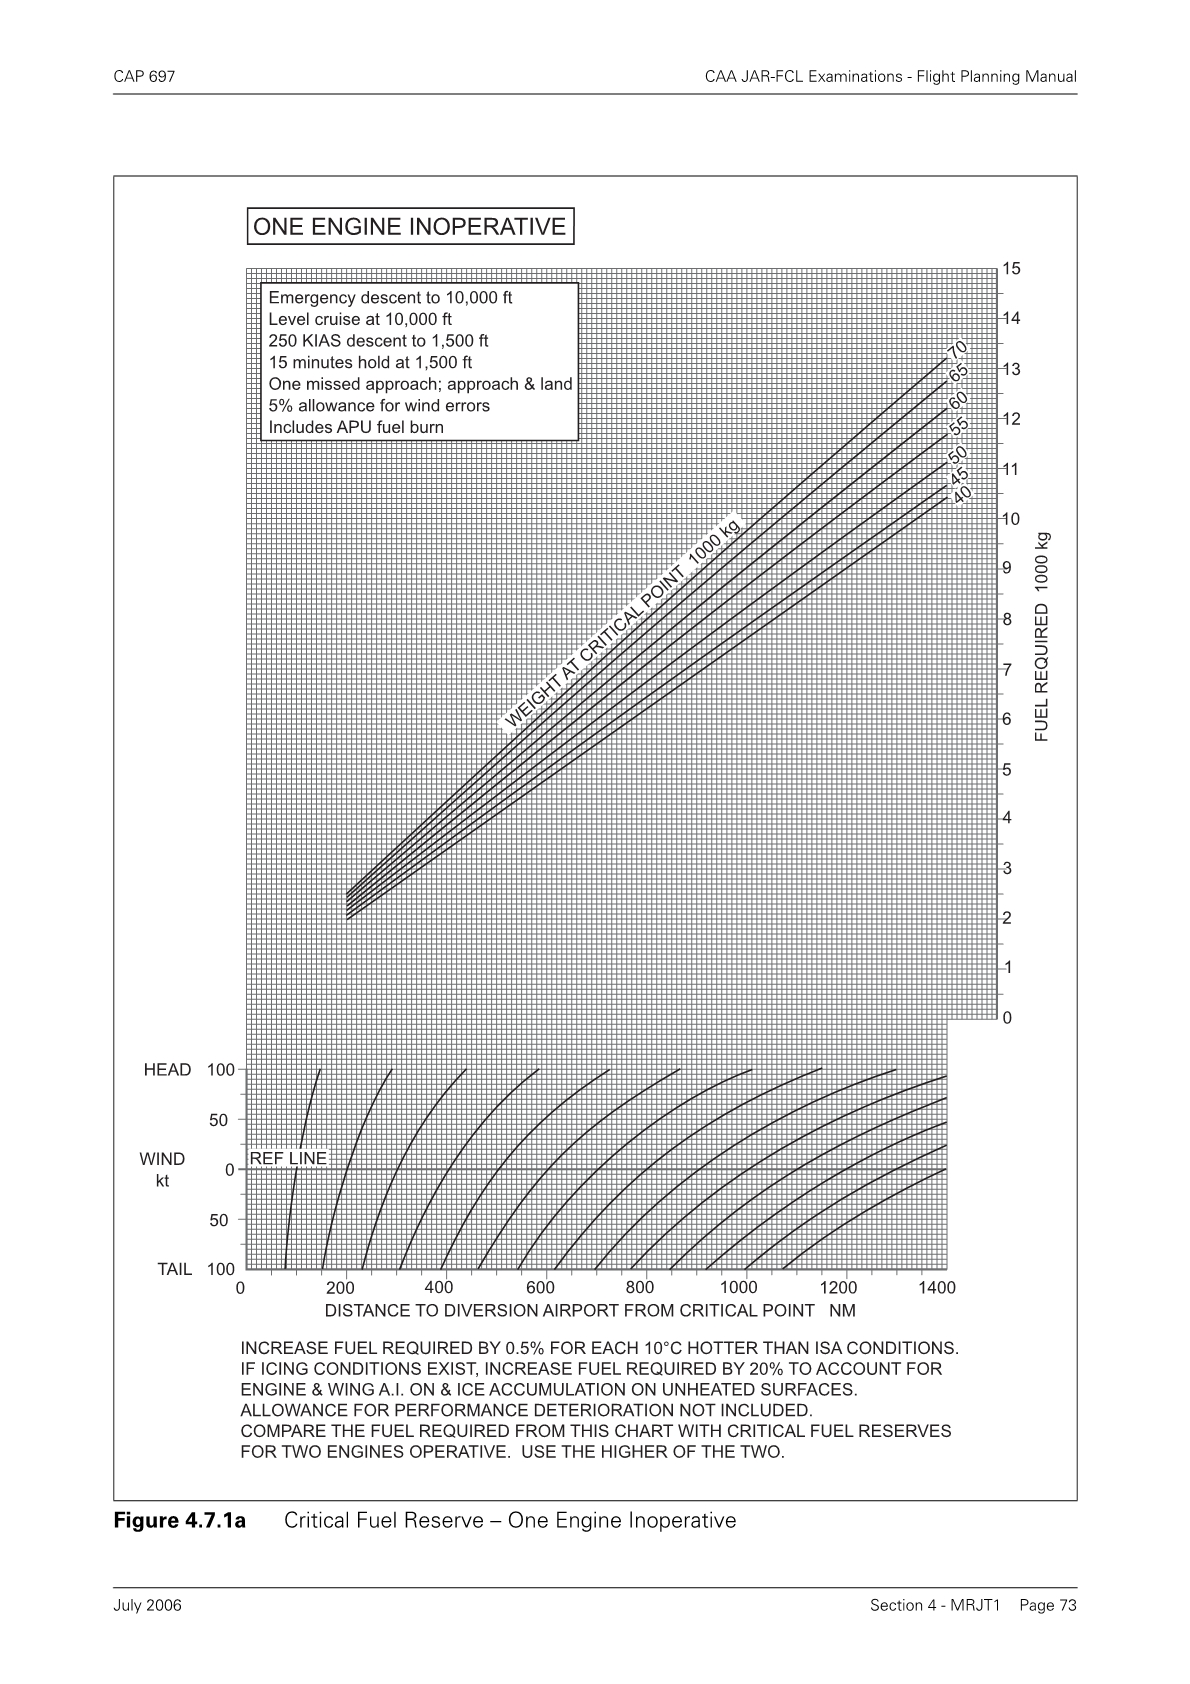 CAP 697
CAA JAR-FCL Examinations - Flight Planning Manual
ONE ENGINE INOPERATIVE
Emergency descent to 10,000 ft
Level cruise at 10,000 ft
250 KIAS descent to 1,500 ft
15 minutes hold at 1,500 ft
One missed approach; approach & land
5% allowance for wind errors
Includes APU fuel burn
15
14
13
12
11
10
9
8
7
6
5
4
3
2
1
0
FUEL REQUIRED 1000 kg
70
65
60
55
50
45
40
WEIGHT AT CRITICAL POINT 1000 kg
HEAD 100
50
REF LINE
WIND
kt
0
50
TAIL 100
0 200 400 600 800 1000 1200 1400
DISTANCE TO DIVERSION AIRPORT FROM CRITICAL POINT NM
INCREASE FUEL REQUIRED BY 0.5% FOR EACH 10°C HOTTER THAN ISA CONDITIONS.
IF ICING CONDITIONS EXIST, INCREASE FUEL REQUIRED BY 20% TO ACCOUNT FOR
ENGINE & WING A.I. ON & ICE ACCUMULATION ON UNHEATED SURFACES.
ALLOWANCE FOR PERFORMANCE DETERIORATION NOT INCLUDED.
COMPARE THE FUEL REQUIRED FROM THIS CHART WITH CRITICAL FUEL RESERVES
FOR TWO ENGINES OPERATIVE. USE THE HIGHER OF THE TWO.
Figure 4.7.1a Critical Fuel Reserve – One Engine Inoperative
July 2006
Section 4 - MRJT1 Page 73